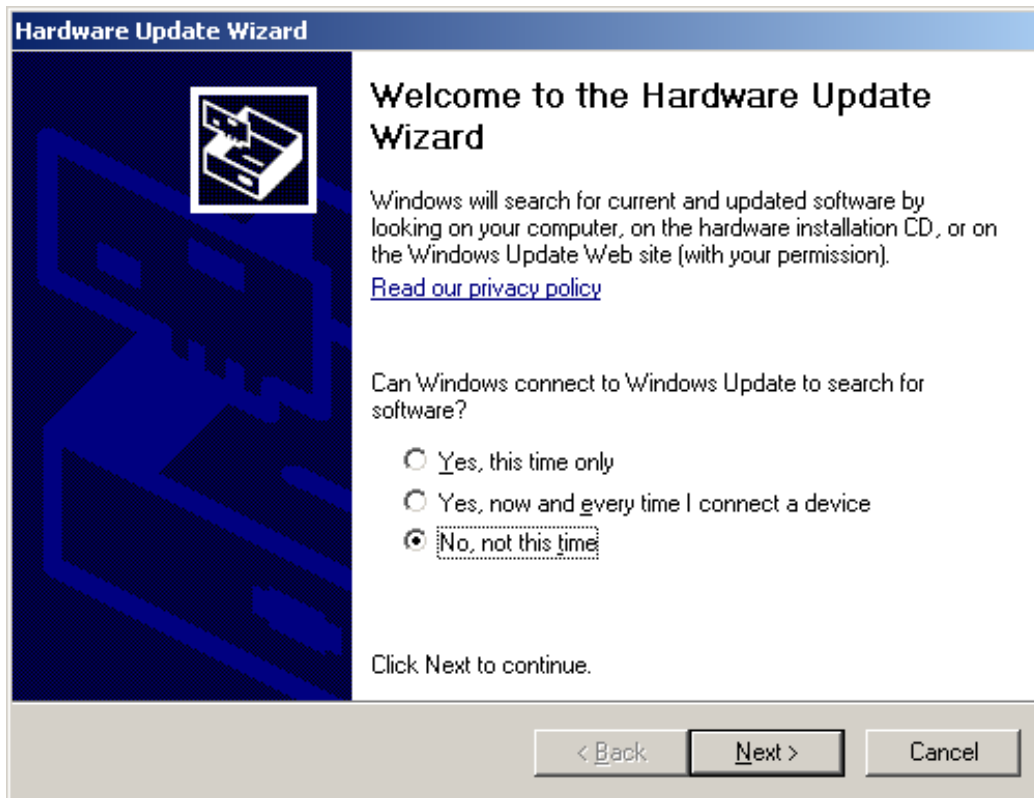 Hardware Update Wizard
Welcome to the Hardware Update
Wizard
Windows will search for current and updated software by
looking on your computer, on the hardware installation CD, or on
the Windows Update Web site (with your permission).
Read our privacy policy
Can Windows connect to Windows Update to search for
software?
Yes, this time only
Yes, now and every time I connect a device
No, not this time
Click Next to continue.
< Back
Next >
Cancel